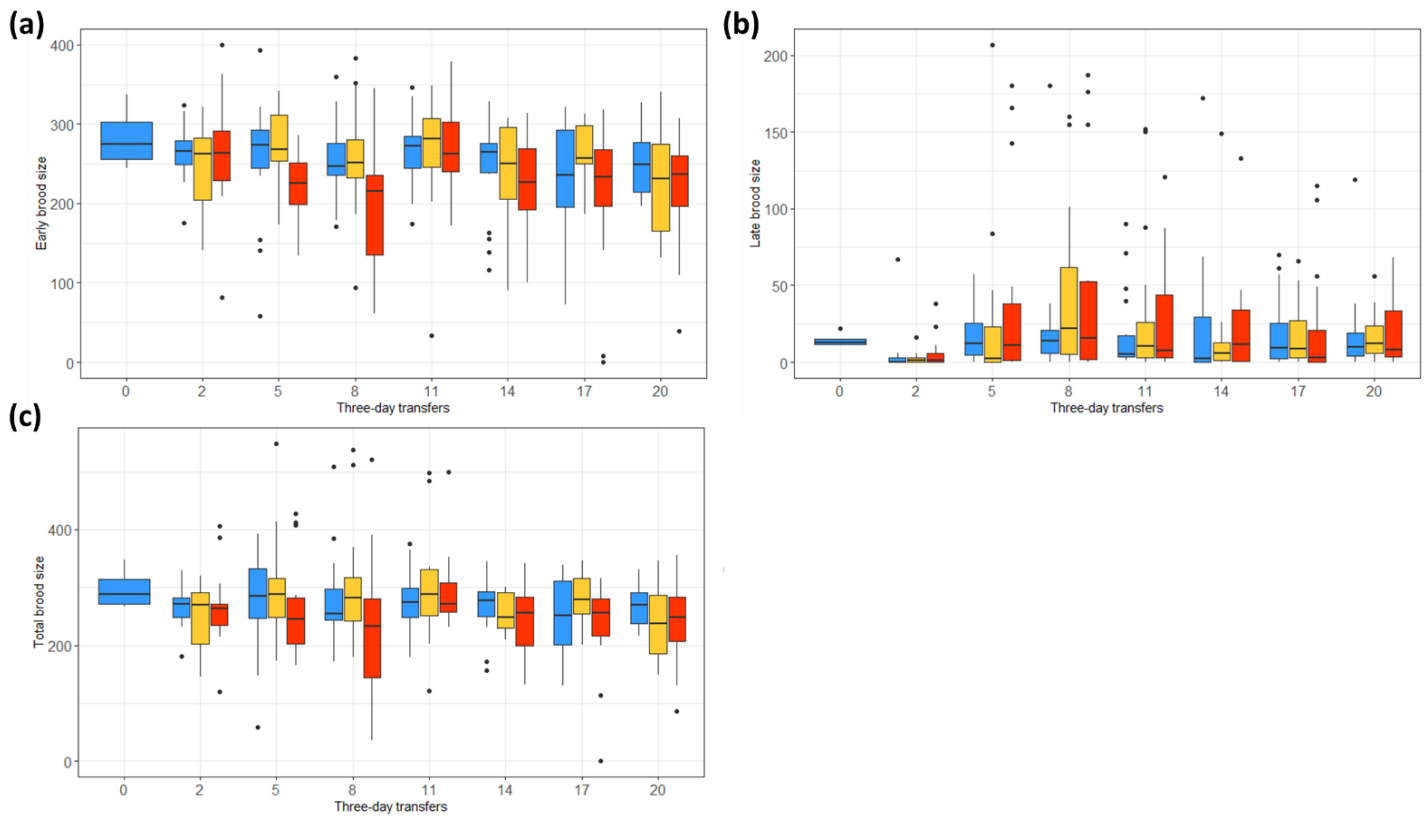 (a)
400
300
200
100
0
Early brood size
0 2 5 8 11 14 17 20
Three-day transfers
(b)
200
150
100
50
0
Late brood size
0 2 5 8 11 14 17 20
Three-day transfers
(c)
400
200
0
Total brood size
0 2 5 8 11 14 17 20
Three-day transfers